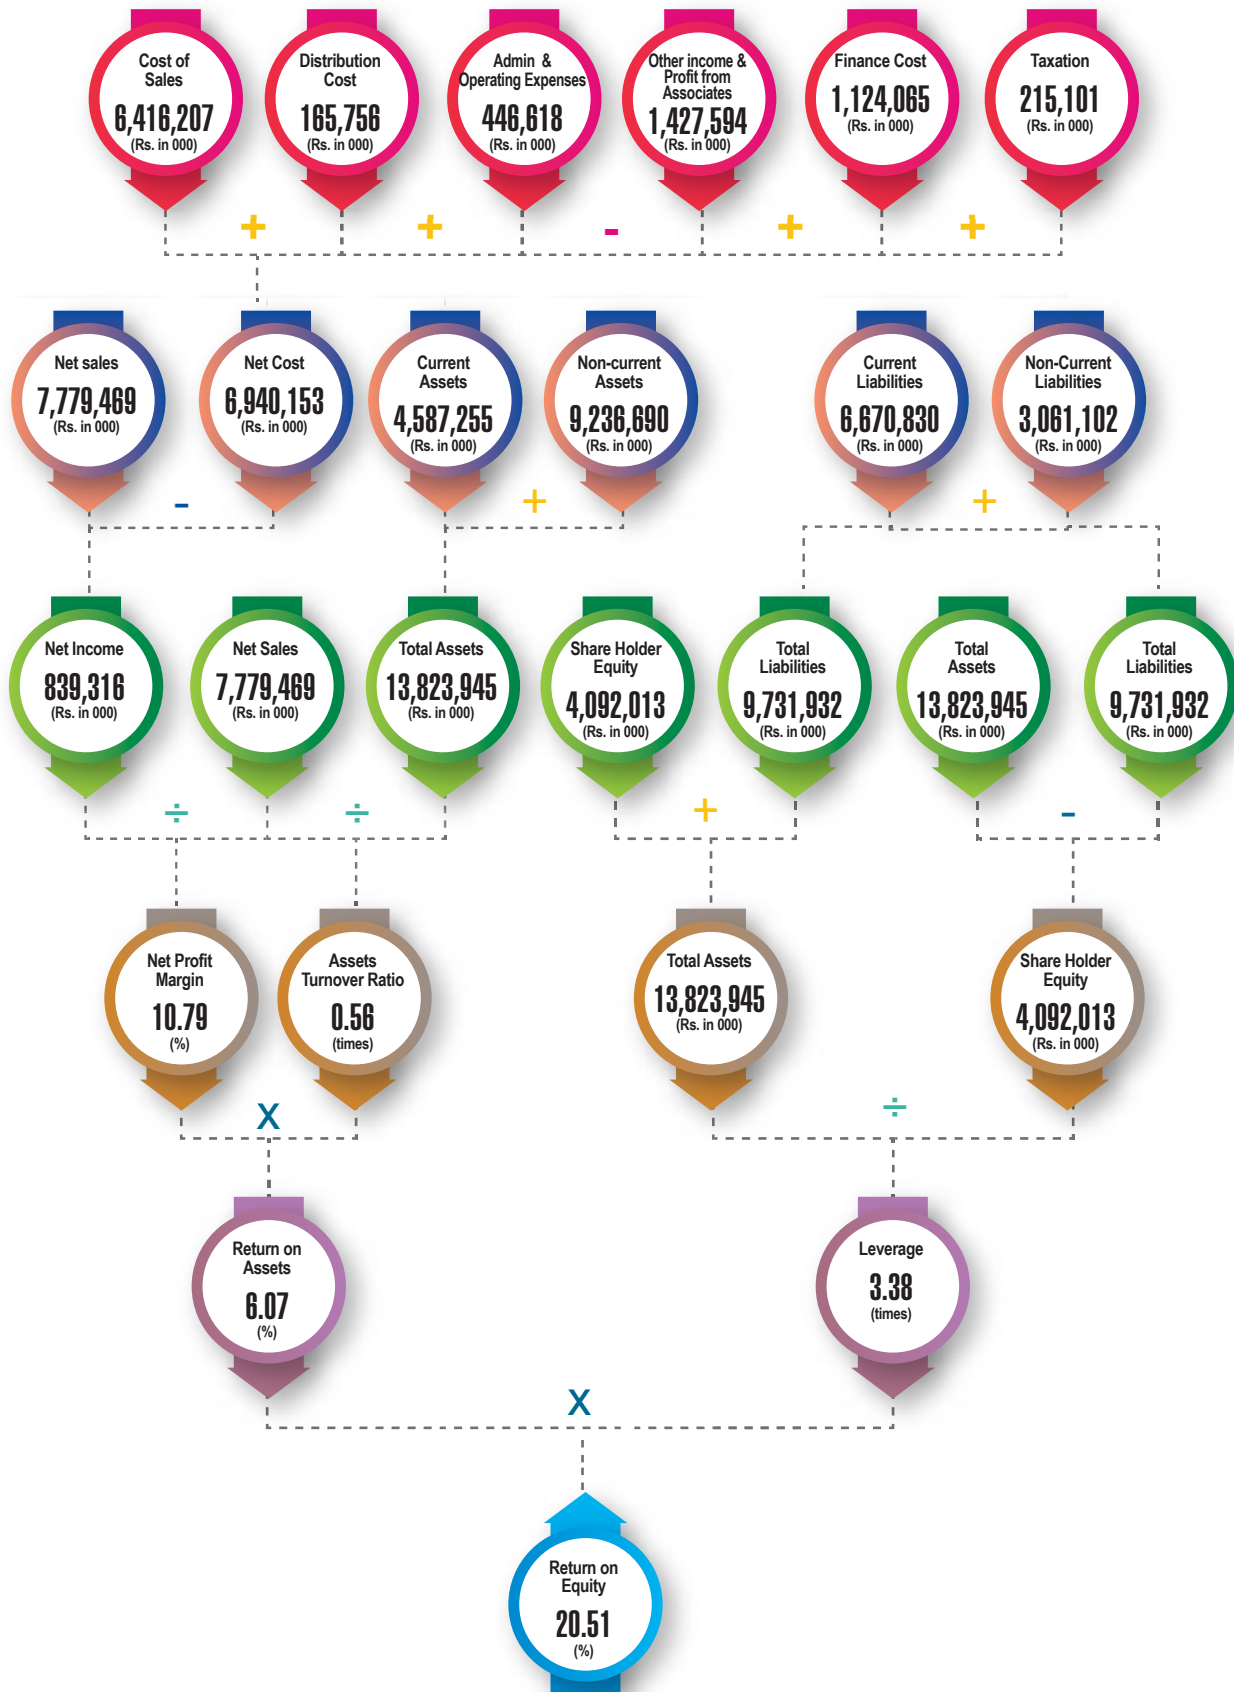 Cost of
Sales
6,416,207
(Rs. in 000)
Distribution
Cost
165,756
(Rs. in 000)
Admin &
Operating Expenses
446,618
(Rs. in 000)
Other income &
Profit from
Associates
1,427,594
(Rs. in 000)
Finance Cost
1,124,065
(Rs. in 000)
Taxation
215,101
(Rs. in 000)
+ + - + +
Net sales
7,779,469
(Rs. in 000)
Net Cost
6,940,153
(Rs. in 000)
Current
Assets
4,587,255
(Rs. in 000)
Non-current
Assets
9,236,690
(Rs. in 000)
Current
Liabilities
6,670,830
(Rs. in 000)
Non-Current
Liabilities
3,061,102
(Rs. in 000)
- + +
Net Income
839,316
(Rs. in 000)
Net Sales
7,779,469
(Rs. in 000)
Total Assets
13,823,945
(Rs. in 000)
Share Holder
Equity
4,092,013
(Rs. in 000)
Total
Liabilities
9,731,932
(Rs. in 000)
Total
Assets
13,823,945
(Rs. in 000)
Total
Liabilities
9,731,932
(Rs. in 000)
÷ ÷ + -
Net Profit
Margin
10.79
(%)
Assets
Turnover Ratio
0.56
(times)
Total Assets
13,823,945
(Rs. in 000)
Share Holder
Equity
4,092,013
(Rs. in 000)
X ÷
Return on
Assets
6.07
(%)
Leverage
3.38
(times)
X
Return on
Equity
20.51
(%)